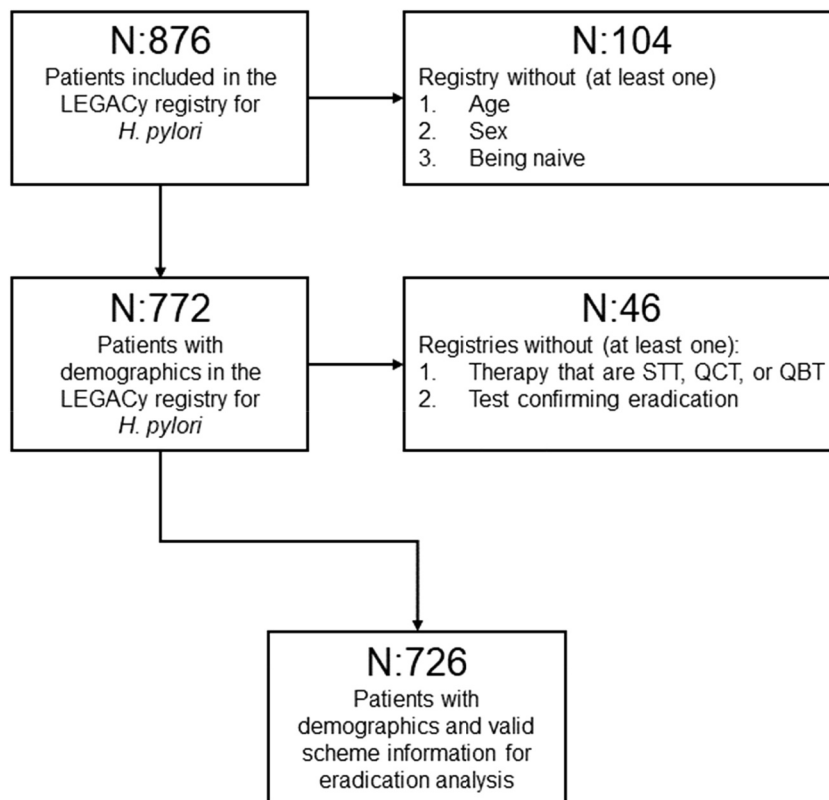 N:876
Patients included in the
LEGACy registry for
H. pylori
N:104
Registry without (at least one)
1. Age
2. Sex
3. Being naive
N:772
Patients with
demographics in the
LEGACy registry for
H. pylori
N:46
Registries without (at least one):
1. Therapy that are STT, QCT, or QBT
2. Test confirming eradication
N:726
Patients with
demographics and valid
scheme information for
eradication analysis